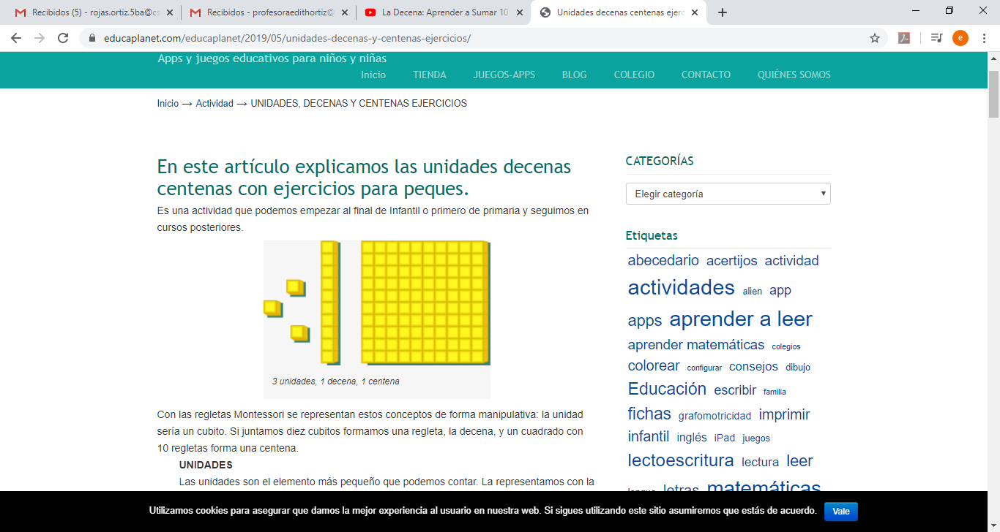 Recibidos (5) - rojas.ortiz.5ba@cs
Recibidos - profesoraedithortiz@
La Decena: Aprender a Sumar 10
Unidades decenas centenas ejerc
educaplanet.com/educaplanet/2019/05/unidades-decenas-y-centenas-ejercicios/
e
Apps y juegos educativos para niños y niñas
Inicio TIENDA JUEGOS-APPS BLOG COLEGIO CONTACTO QUIÉNES SOMOS
Inicio → Actividad → UNIDADES, DECENAS Y CENTENAS EJERCICIOS
En este artículo explicamos las unidades decenas
centenas con ejercicios para peques.
Es una actividad que podemos empezar al final de Infantil o primero de primaria y seguimos en
cursos posteriores.
3 unidades, 1 decena, 1 centena
Con las regletas Montessori se representan estos conceptos de forma manipulativa: la unidad
sería un cubito. Si juntamos diez cubitos formamos una regleta, la decena, y un cuadrado con
10 regletas forma una centena.
UNIDADES
Las unidades son el elemento más pequeño que podemos contar. La representamos con la
CATEGORÍAS
Elegir categoría
Etiquetas
abecedario acertijos actividad
actividades alien app
apps aprender a leer
aprender matemáticas colegios
colorear configurar consejos dibujo
Educación escribir familia
fichas grafomotricidad imprimir
infantil inglés iPad juegos
lectoescritura lectura leer
letras matemáticas
Utilizamos cookies para asegurar que damos la mejor experiencia al usuario en nuestra web. Si sigues utilizando este sitio asumiremos que estás de acuerdo. Vale